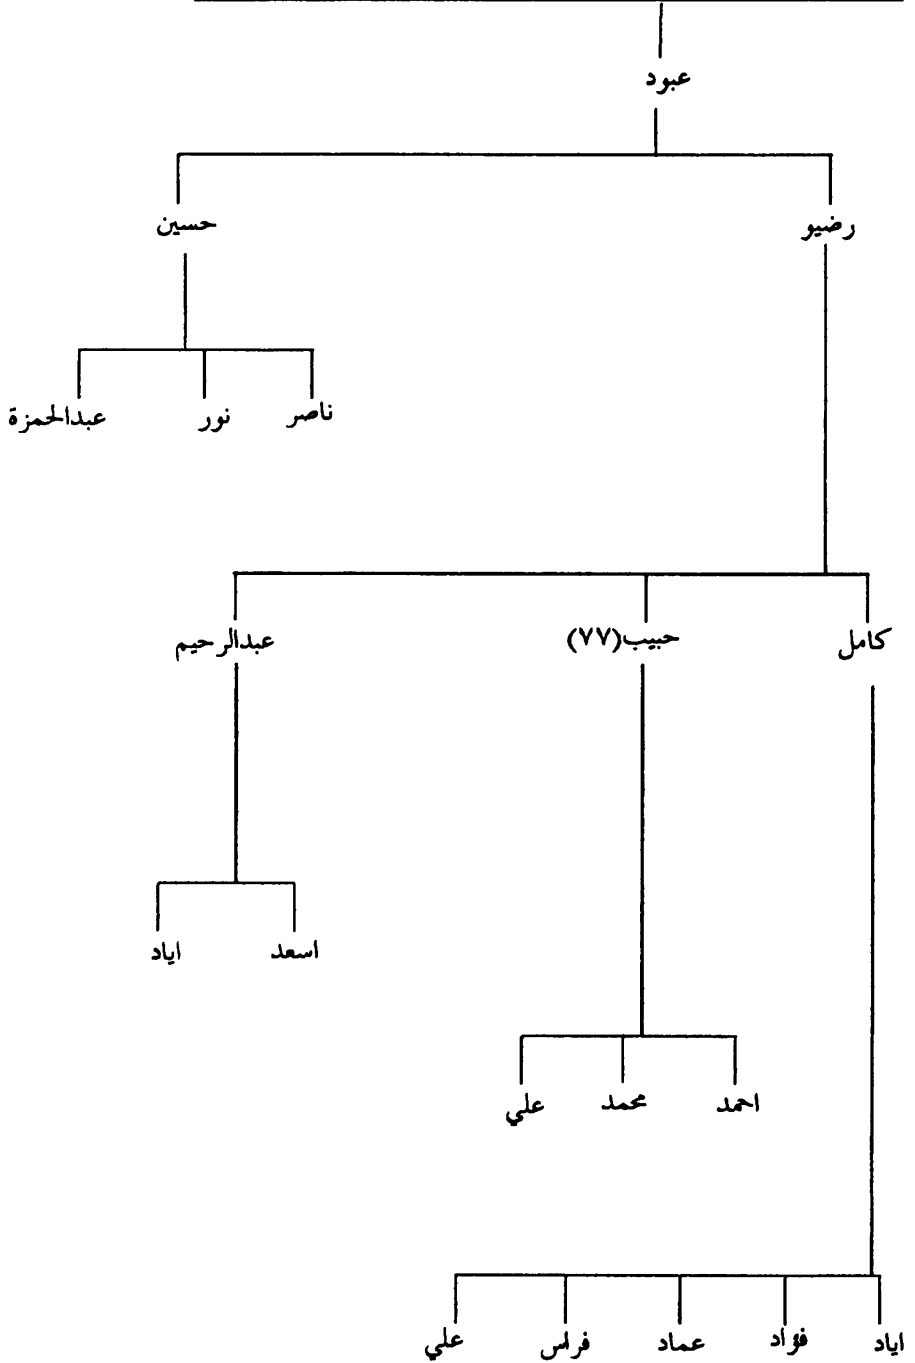 عبود
رضيو حسين
ناصر نور عبدالحمزة
كامل حبيب(٧٧) عبدالرحيم
اسعد اياد
احمد محمد علي
اياد فؤاد عماد فراس علي